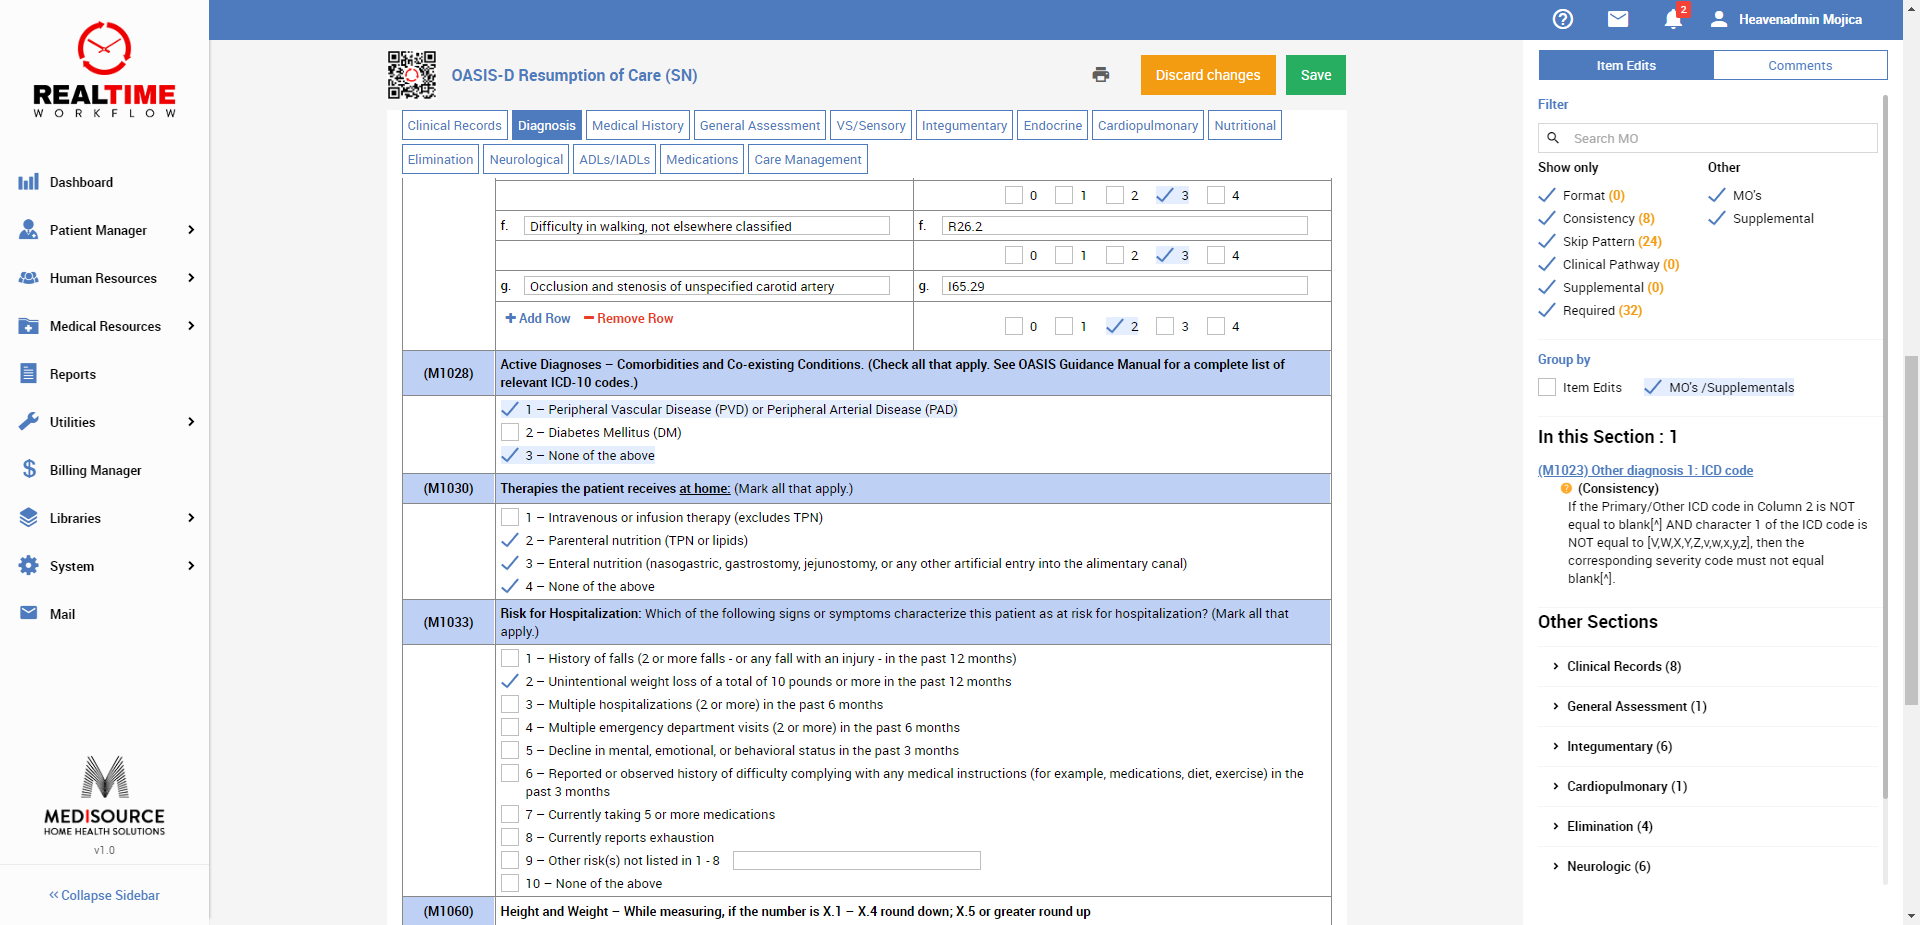 REALTIME
WORKFLOW
Dashboard
Patient Manager
Human Resources
Medical Resources
Reports
Utilities
Billing Manager
Libraries
System
Mail
MEDISOURCE
HOME HEALTH SOLUTIONS
v1.0
Collapse Sidebar
2
Heavenadmin Mojica
OASIS-D Resumption of Care (SN)
Discard changes
Save
Clinical Records
Diagnosis
Medical History
General Assessment
VS/Sensory
Integumentary
Endocrine
Cardiopulmonary
Nutritional
Elimination
Neurological
ADLs/IADLs
Medications
Care Management
0 1 2 3 4
f. Difficulty in walking, not elsewhere classified f. R26.2
0 1 2 3 4
g. Occlusion and stenosis of unspecified carotid artery g. I65.29
Add Row Remove Row 0 1 2 3 4
(M1028) Active Diagnoses – Comorbidities and Co-existing Conditions. (Check all that apply. See OASIS Guidance Manual for a complete list of
relevant ICD-10 codes.)
1 – Peripheral Vascular Disease (PVD) or Peripheral Arterial Disease (PAD)
2 – Diabetes Mellitus (DM)
3 – None of the above
(M1030) Therapies the patient receives at home: (Mark all that apply.)
1 – Intravenous or infusion therapy (excludes TPN)
2 – Parenteral nutrition (TPN or lipids)
3 – Enteral nutrition (nasogastric, gastrostomy, jejunostomy, or any other artificial entry into the alimentary canal)
4 – None of the above
(M1033) Risk for Hospitalization: Which of the following signs or symptoms characterize this patient as at risk for hospitalization? (Mark all that
apply.)
1 – History of falls (2 or more falls - or any fall with an injury - in the past 12 months)
2 – Unintentional weight loss of a total of 10 pounds or more in the past 12 months
3 – Multiple hospitalizations (2 or more) in the past 6 months
4 – Multiple emergency department visits (2 or more) in the past 6 months
5 – Decline in mental, emotional, or behavioral status in the past 3 months
6 – Reported or observed history of difficulty complying with any medical instructions (for example, medications, diet, exercise) in the
past 3 months
7 – Currently taking 5 or more medications
8 – Currently reports exhaustion
9 – Other risk(s) not listed in 1 - 8
10 – None of the above
(M1060) Height and Weight – While measuring, if the number is X.1 – X.4 round down; X.5 or greater round up
Item Edits
Comments
Filter
Search MO
Show only Other
Format (0) MO's
Consistency (8) Supplemental
Skip Pattern (24)
Clinical Pathway (0)
Supplemental (0)
Required (32)
Group by
Item Edits MO's /Supplementals
In this Section : 1
(M1023) Other diagnosis 1: ICD code
(Consistency)
If the Primary/Other ICD code in Column 2 is NOT
equal to blank[^] AND character 1 of the ICD code is
NOT equal to [V,W,X,Y,Z,v,w,x,y,z], then the
corresponding severity code must not equal
blank[^].
Other Sections
Clinical Records (8)
General Assessment (1)
Integumentary (6)
Cardiopulmonary (1)
Elimination (4)
Neurologic (6)